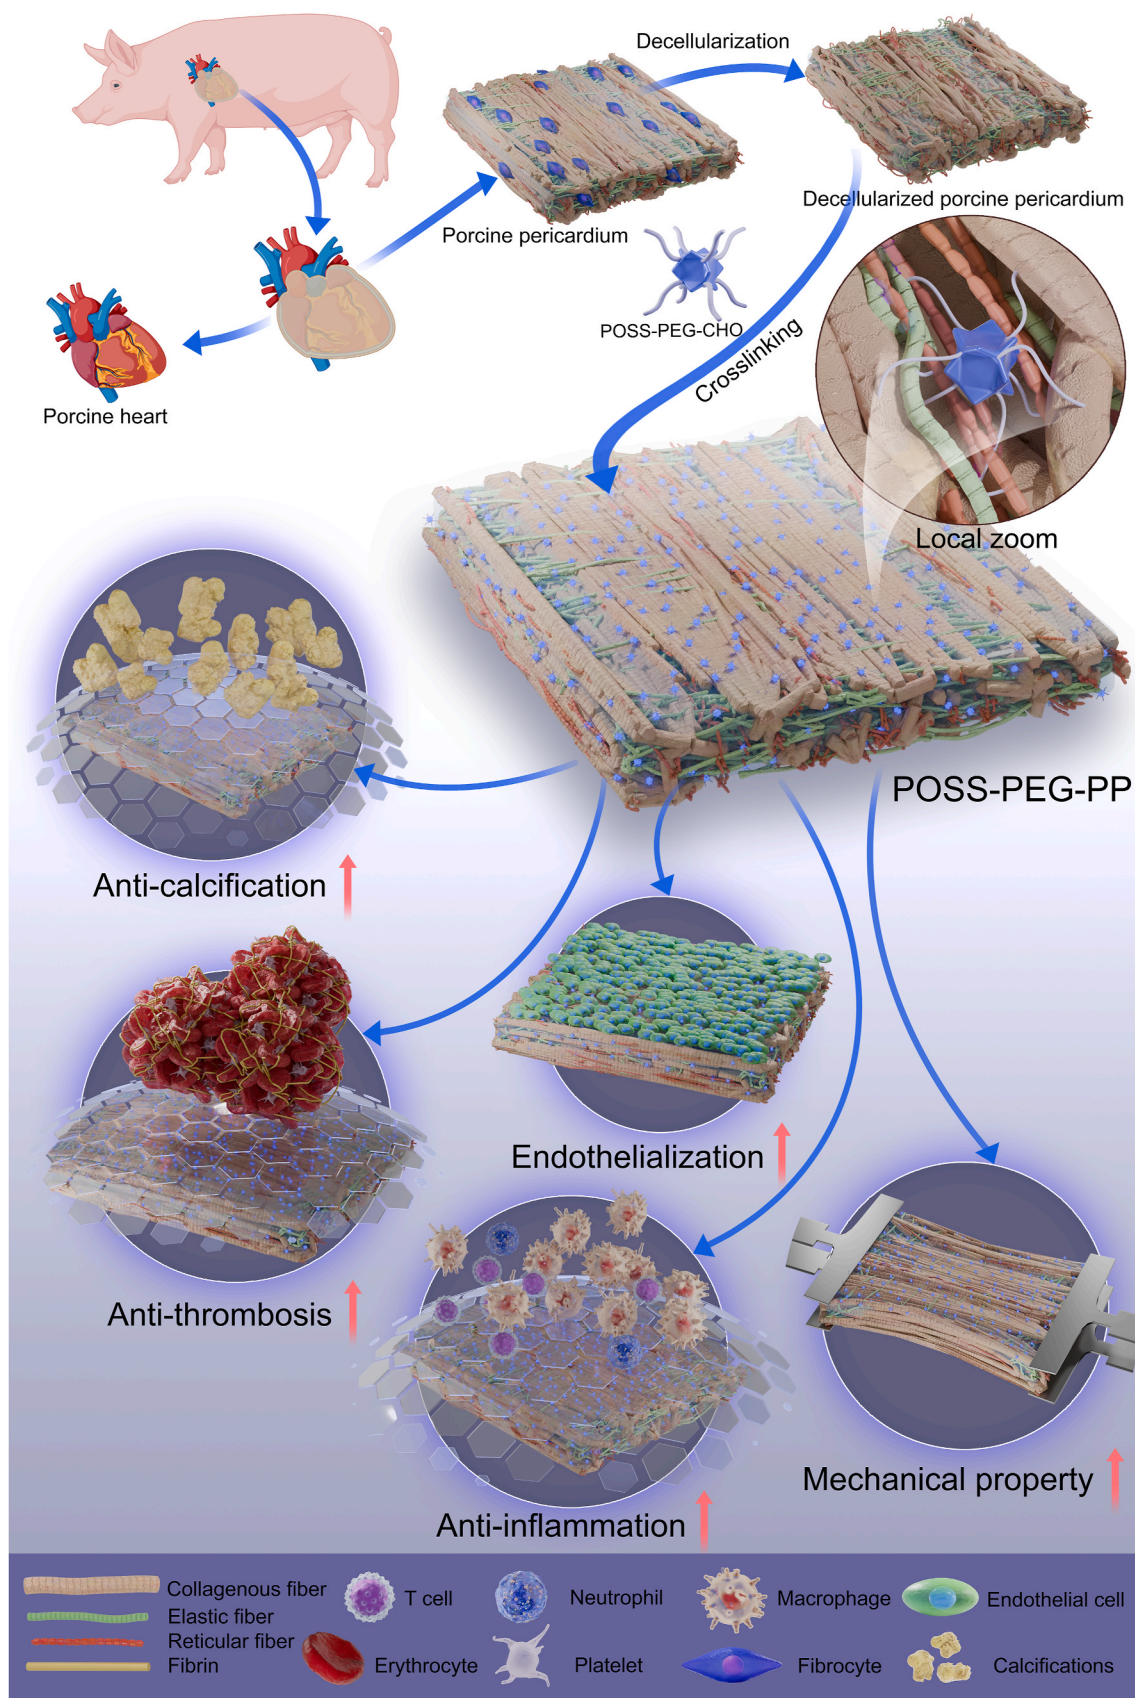 Decellularization
Porcine pericardium
Decellularized porcine pericardium
POSS-PEG-CHO
Crosslinking
Porcine heart
Local zoom
POSS-PEG-PP
Anti-calcification
Endothelialization
Anti-thrombosis
Mechanical property
Anti-inflammation
Collagenous fiber
Elastic fiber
Reticular fiber
Fibrin
T cell
Neutrophil
Macrophage
Endothelial cell
Erythrocyte
Platelet
Fibrocyte
Calcifications